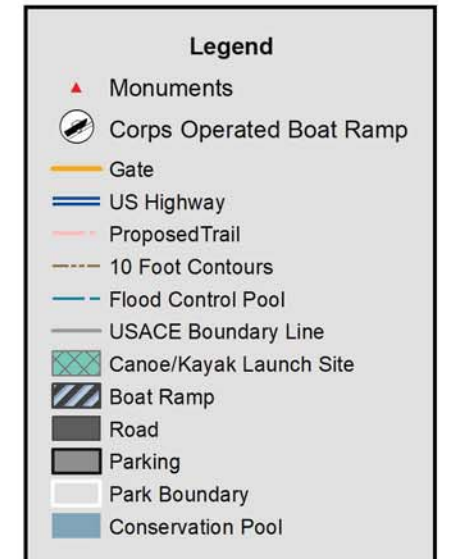 Legend
Monuments
Corps Operated Boat Ramp
Gate
US Highway
ProposedTrail
10 Foot Contours
Flood Control Pool
USACE Boundary Line
Canoe/Kayak Launch Site
Boat Ramp
Road
Parking
Park Boundary
Conservation Pool